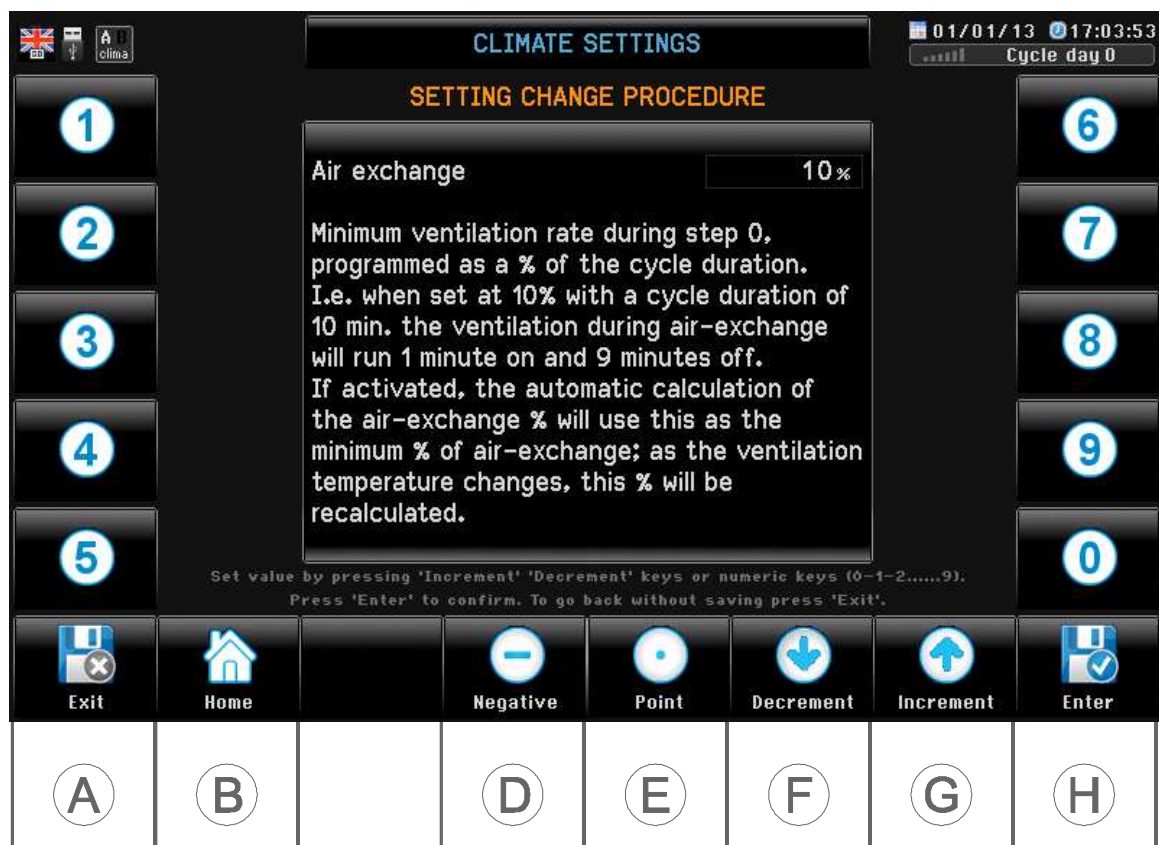 GB
A B
clima
CLIMATE SETTINGS
01/01/13 17:03:53
Cycle day 0
SETTING CHANGE PROCEDURE
1
6
Air exchange 10%
2
7
Minimum ventilation rate during step 0,
programmed as a % of the cycle duration.
I.e. when set at 10% with a cycle duration of
10 min. the ventilation during air-exchange
will run 1 minute on and 9 minutes off.
If activated, the automatic calculation of
the air-exchange % will use this as the
minimum % of air-exchange; as the ventilation
temperature changes, this % will be
recalculated.
3
8
4
9
5
0
Set value by pressing 'Increment' 'Decrement' keys or numeric keys (0-1-2......9).
Press 'Enter' to confirm. To go back without saving press 'Exit'.
Exit Home Negative Point Decrement Increment Enter
A B D E F G H